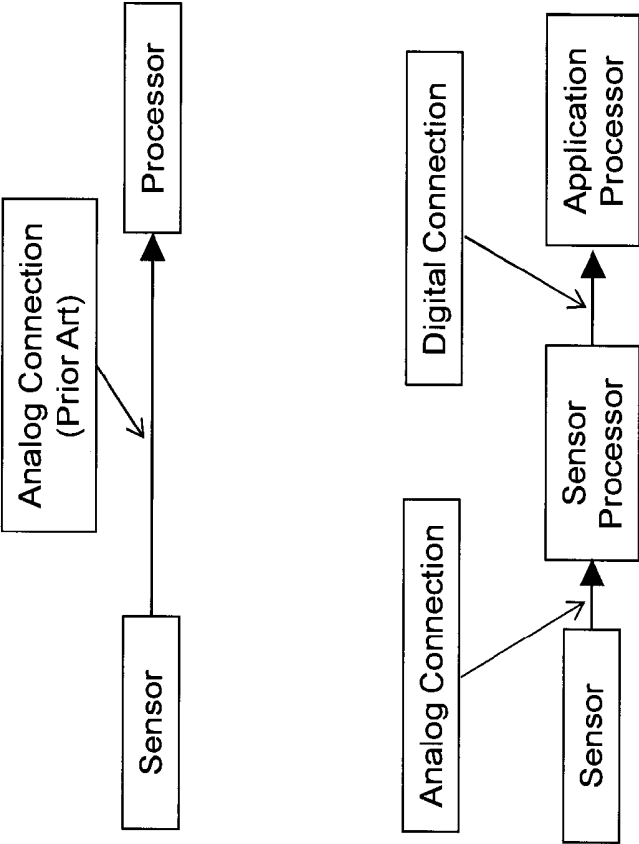 Analog Connection
(Prior Art)
Sensor
Processor
Analog Connection
Digital Connection
Sensor
Sensor
Processor
Application
Processor